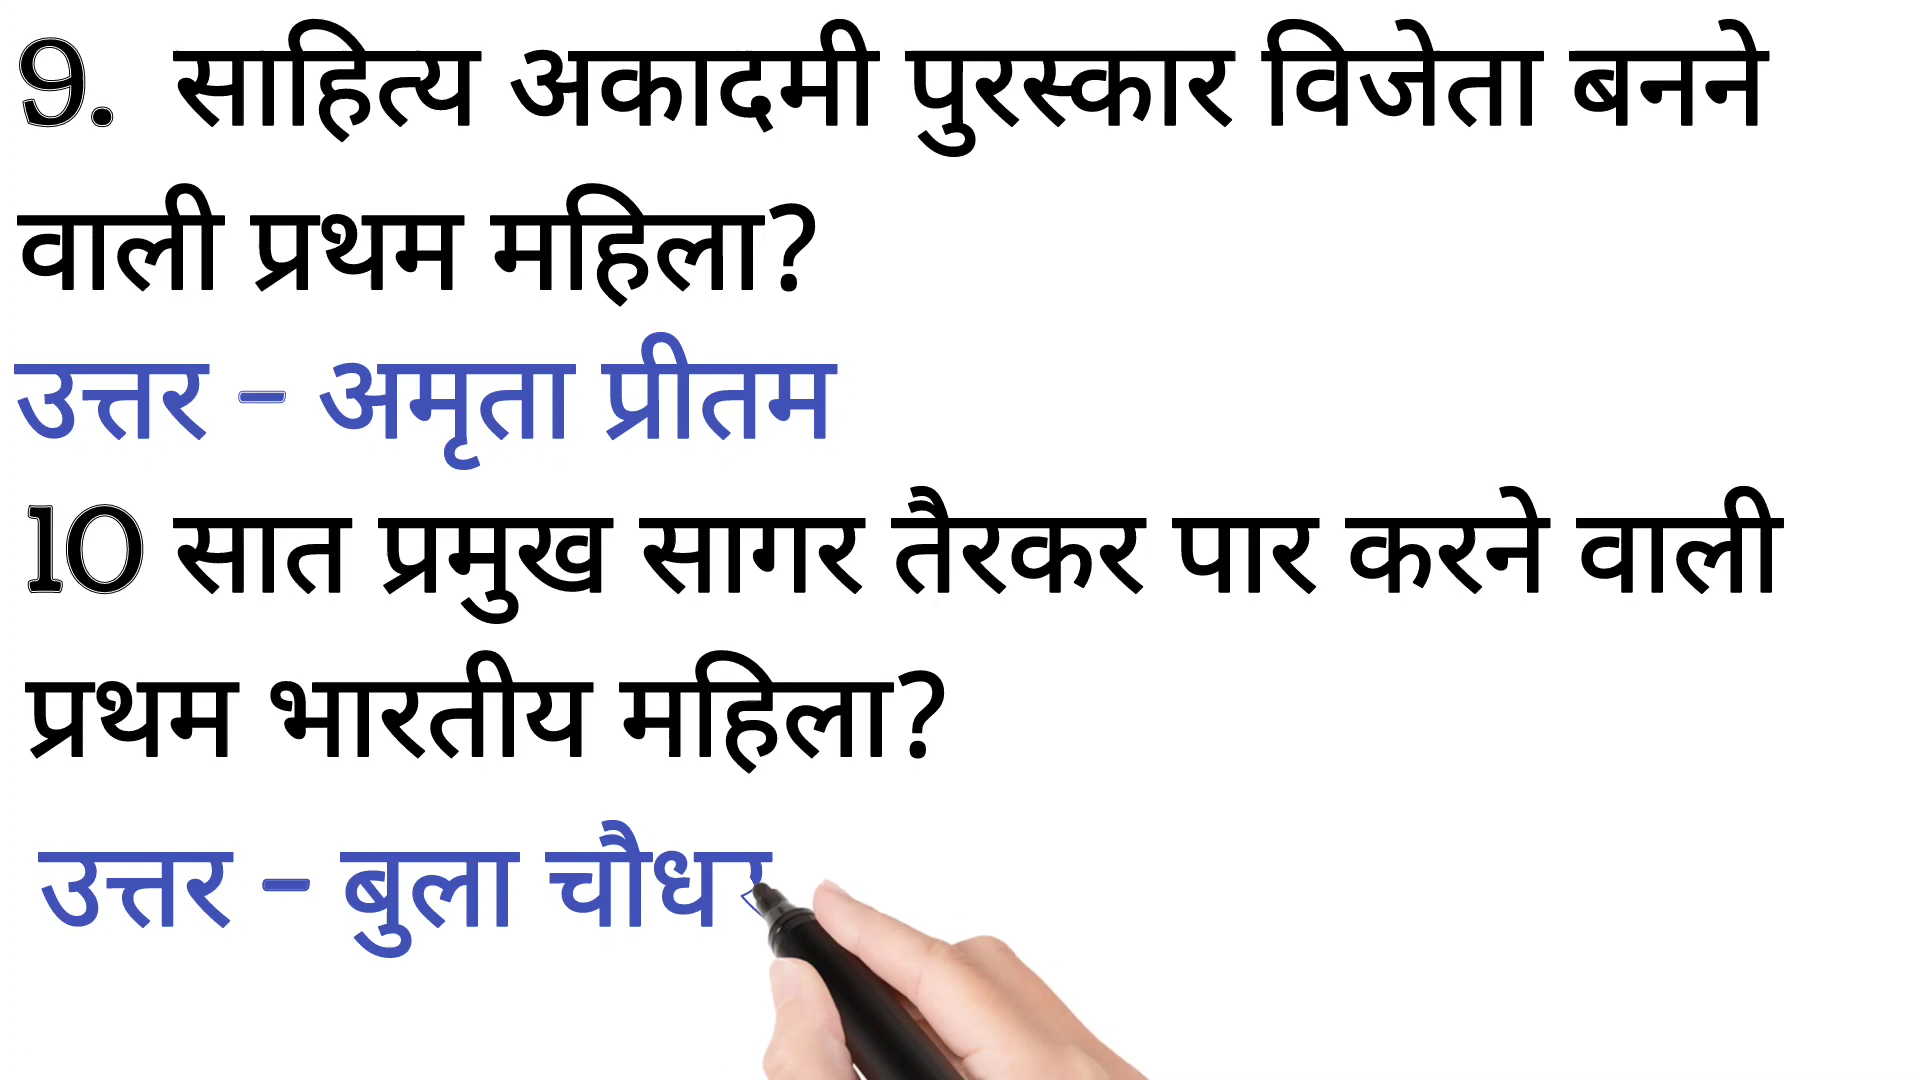 9. साहित्य अकादमी पुरस्कार विजेता बनने
वाली प्रथम महिला?
उत्तर - अमृता प्रीतम
10 सात प्रमुख सागर तैरकर पार करने वाली
प्रथम भारतीय महिला?
उत्तर - बुला चौधर